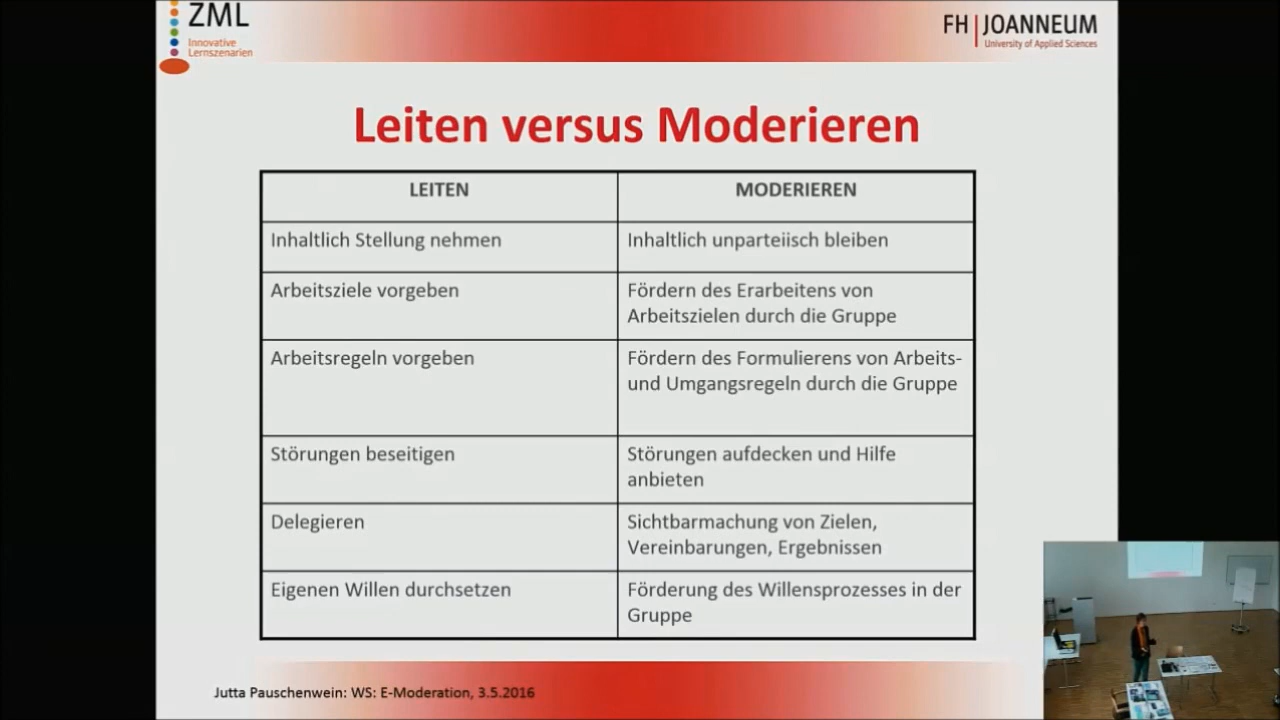 ZML
Innovative
Lernszenarien
FH | JOANNEUM
University of Applied Sciences
Leiten versus Moderieren
LEITEN
MODERIEREN
Inhaltlich Stellung nehmen
Inhaltlich unparteiisch bleiben
Arbeitsziele vorgeben
Fördern des Erarbeitens von
Arbeitszielen durch die Gruppe
Arbeitsregeln vorgeben
Fördern des Formulierens von Arbeits-
und Umgangsregeln durch die Gruppe
Störungen beseitigen
Störungen aufdecken und Hilfe
anbieten
Delegieren
Sichtbarmachung von Zielen,
Vereinbarungen, Ergebnissen
Eigenen Willen durchsetzen
Förderung des Willensprozesses in der
Gruppe
Jutta Pauschenwein: WS: E-Moderation, 3.5.2016